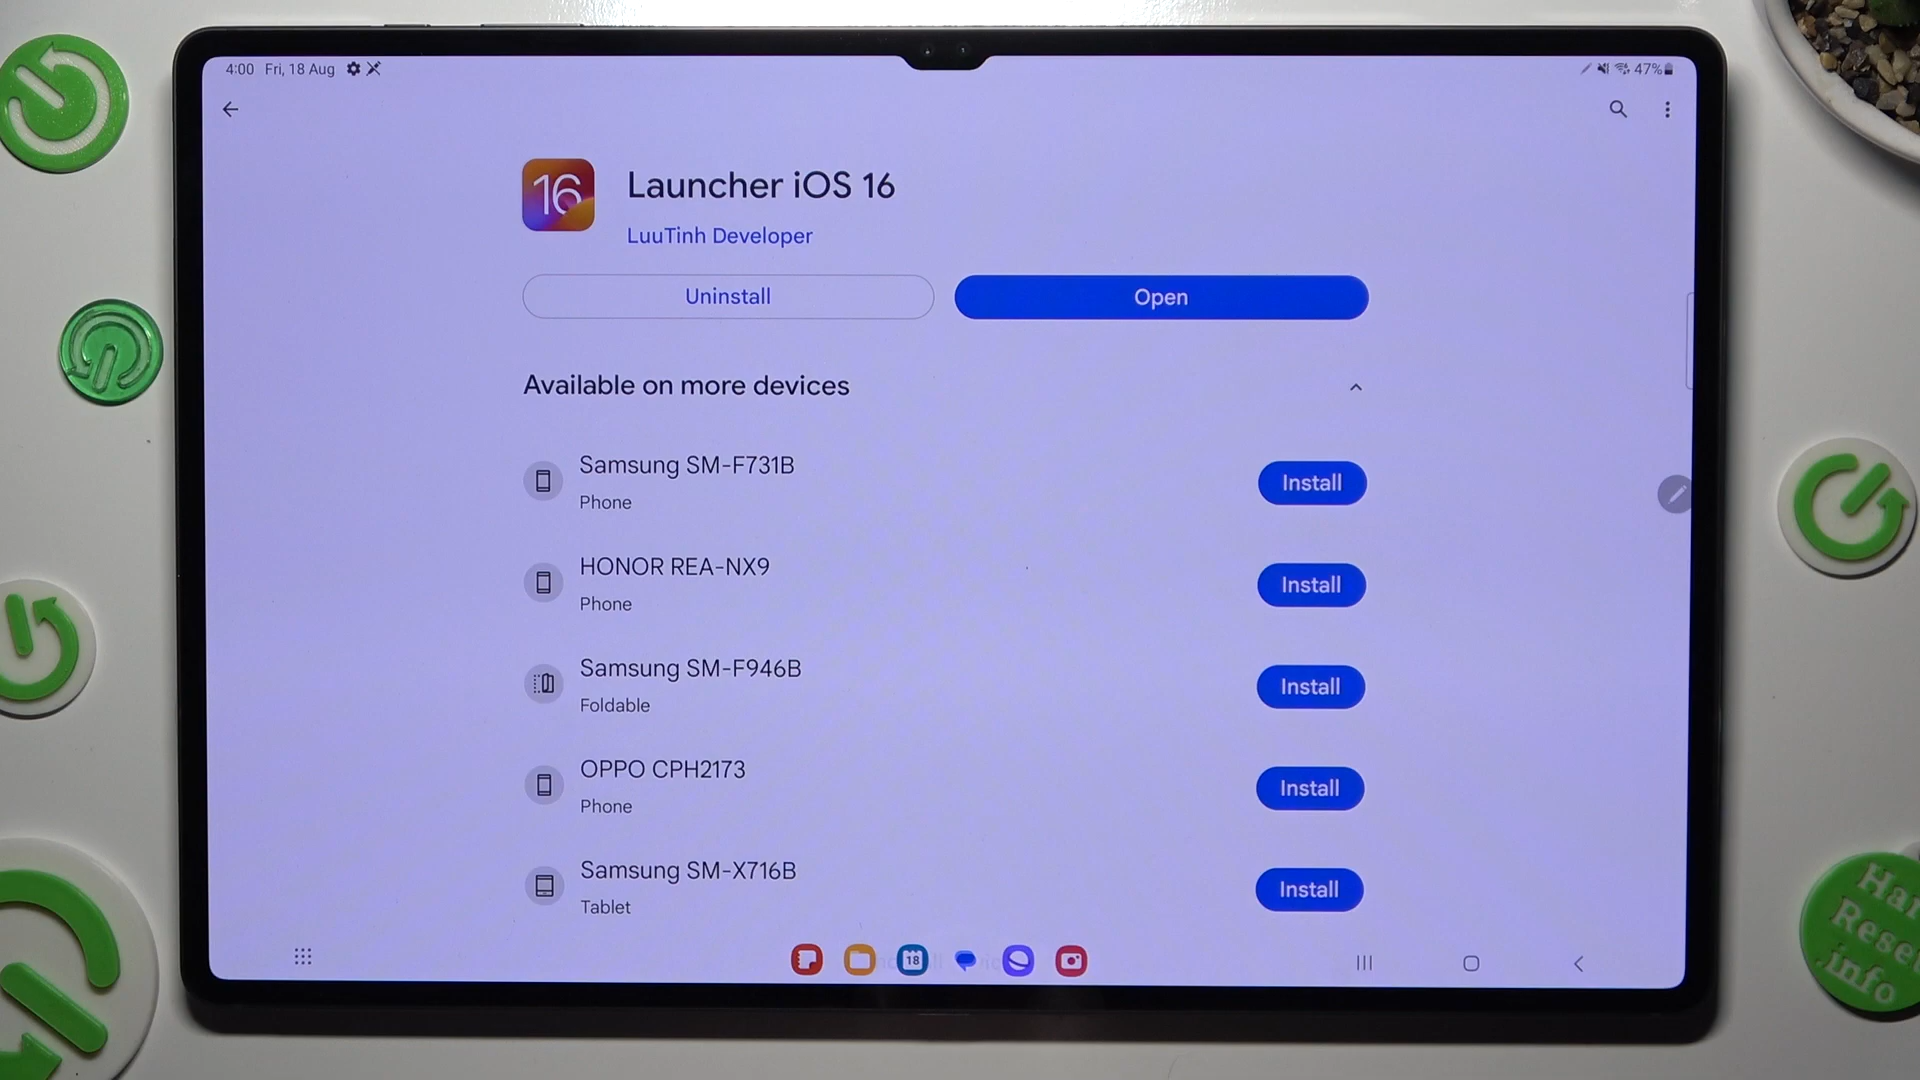 4:00 Fri, 18 Aug
47%
16
Launcher iOS 16
LuuTinh Developer
Uninstall
Open
Available on more devices
Samsung SM-F731B
Phone
Install
HONOR REA-NX9
Phone
Install
Samsung SM-F946B
Foldable
Install
OPPO CPH2173
Phone
Install
Samsung SM-X716B
Tablet
Install
18